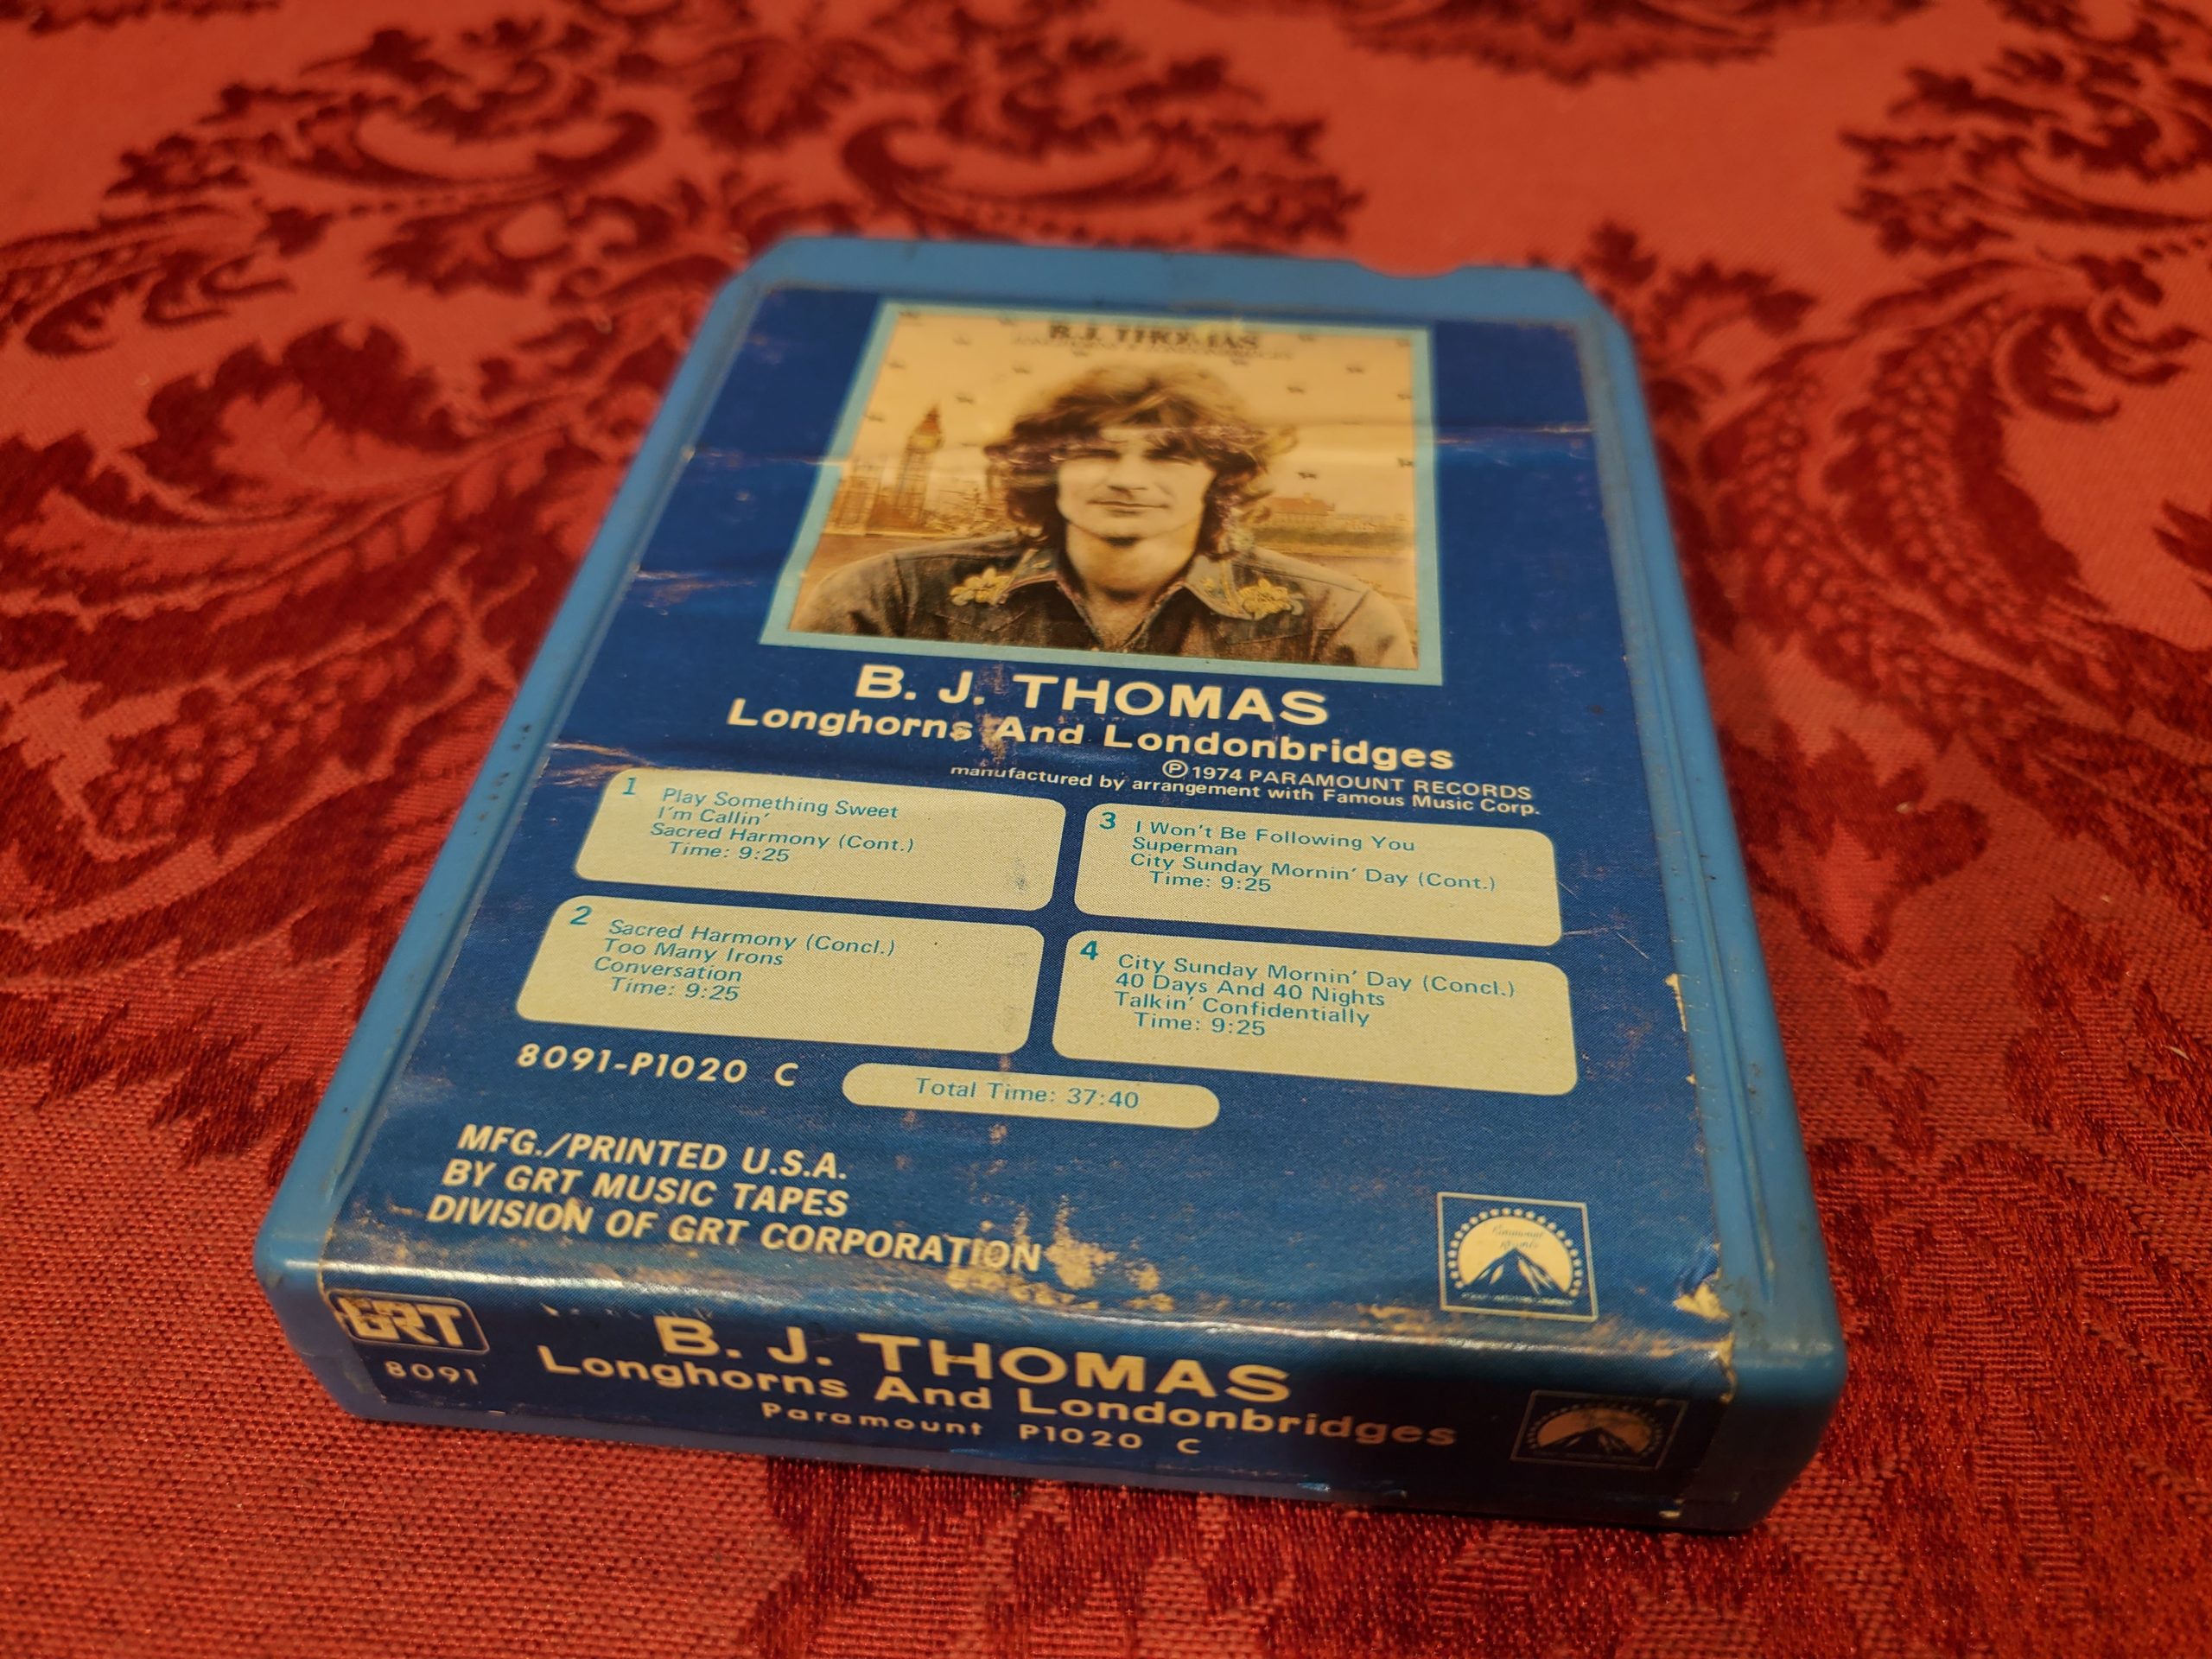 B.J. THOMAS
B. J. THOMAS
Longhorns And Londonbridges
Ⓟ1974 PARAMOUNT RECORDS
manufactured by arrangement with Famous Music Corp.
1
Play Something Sweet
I'm Callin'
Sacred Harmony (Cont.)
Time: 9:25
2
Sacred Harmony (Concl.)
Too Many Irons
Conversation
Time: 9:25
3
I Won't Be Following You
Superman
City Sunday Mornin' Day (Cont.)
Time: 9:25
4
City Sunday Mornin' Day (Concl.)
40 Days And 40 Nights
Talkin' Confidentially
Time: 9:25
8091-P1020 C
Total Time: 37:40
MFG./PRINTED U.S.A.
BY GRT MUSIC TAPES
DIVISION OF GRT CORPORATION
GRT
8091
B. J. THOMAS
Longhorns And Londonbridges
Paramount P1020 C